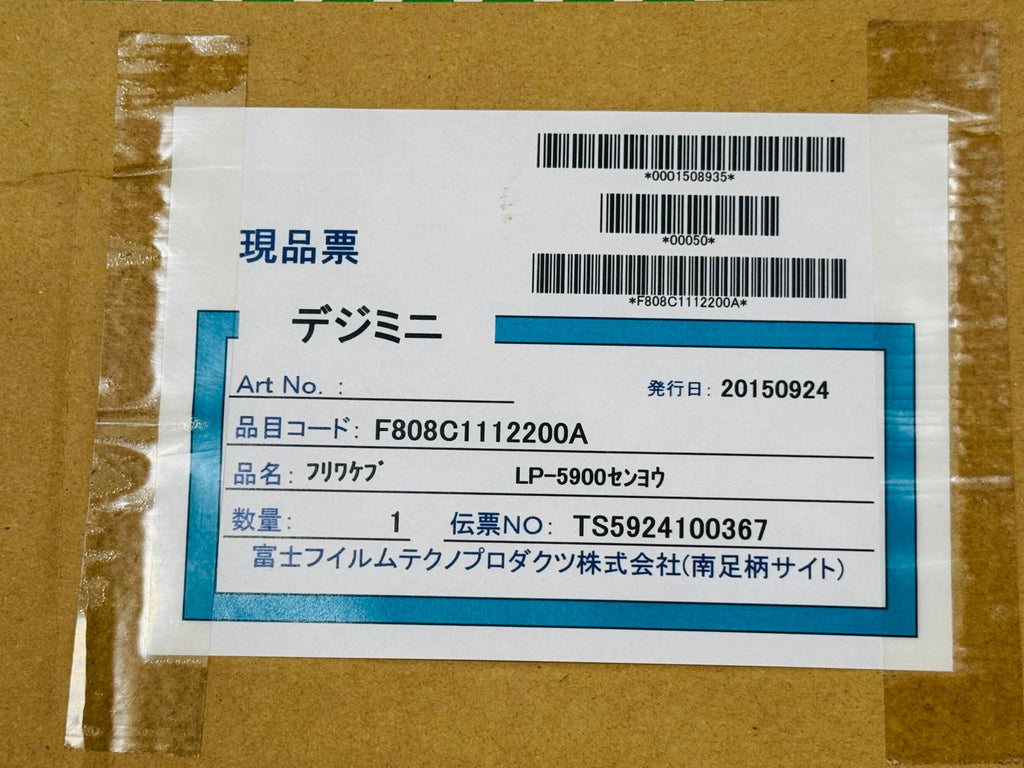 *0001508935*
*00050*
*F808C1112200A*
現品票
デジミニ
Art No. :
発行日: 20150924
品目コード: F808C1112200A
品名: ﾌﾘﾜｹﾌﾞ LP-5900ｾﾝﾖｳ
数量: 1 伝票NO: TS5924100367
富士フイルムテクノプロダクツ株式会社(南足柄サイト)